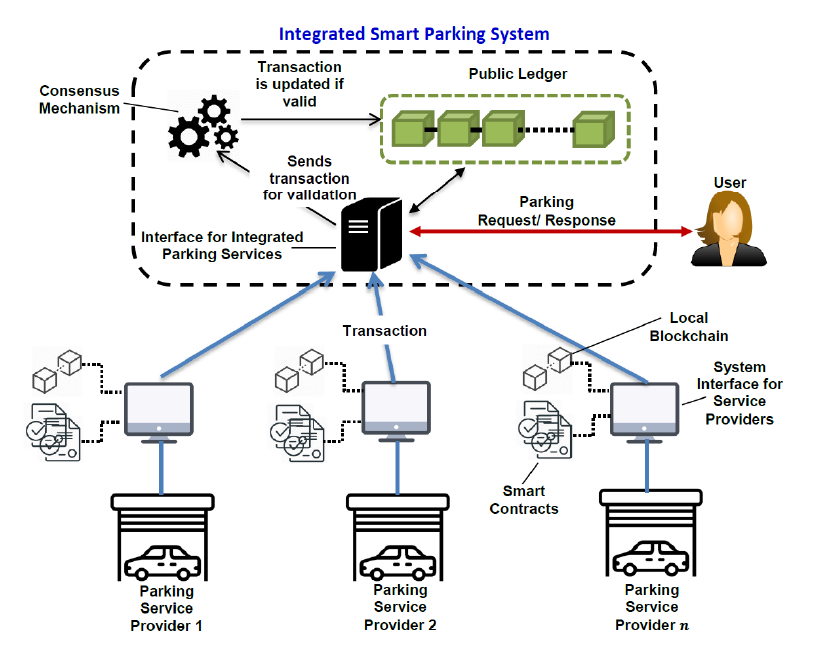 Integrated Smart Parking System
Consensus
Mechanism
Transaction
is updated if
valid
Public Ledger
Sends
transaction
for validation
Parking
Request/ Response
User
Interface for Integrated
Parking Services
Transaction
Local
Blockchain
System
Interface for
Service
Providers
Smart
Contracts
Parking
Service
Provider 1
Parking
Service
Provider 2
Parking
Service
Provider n